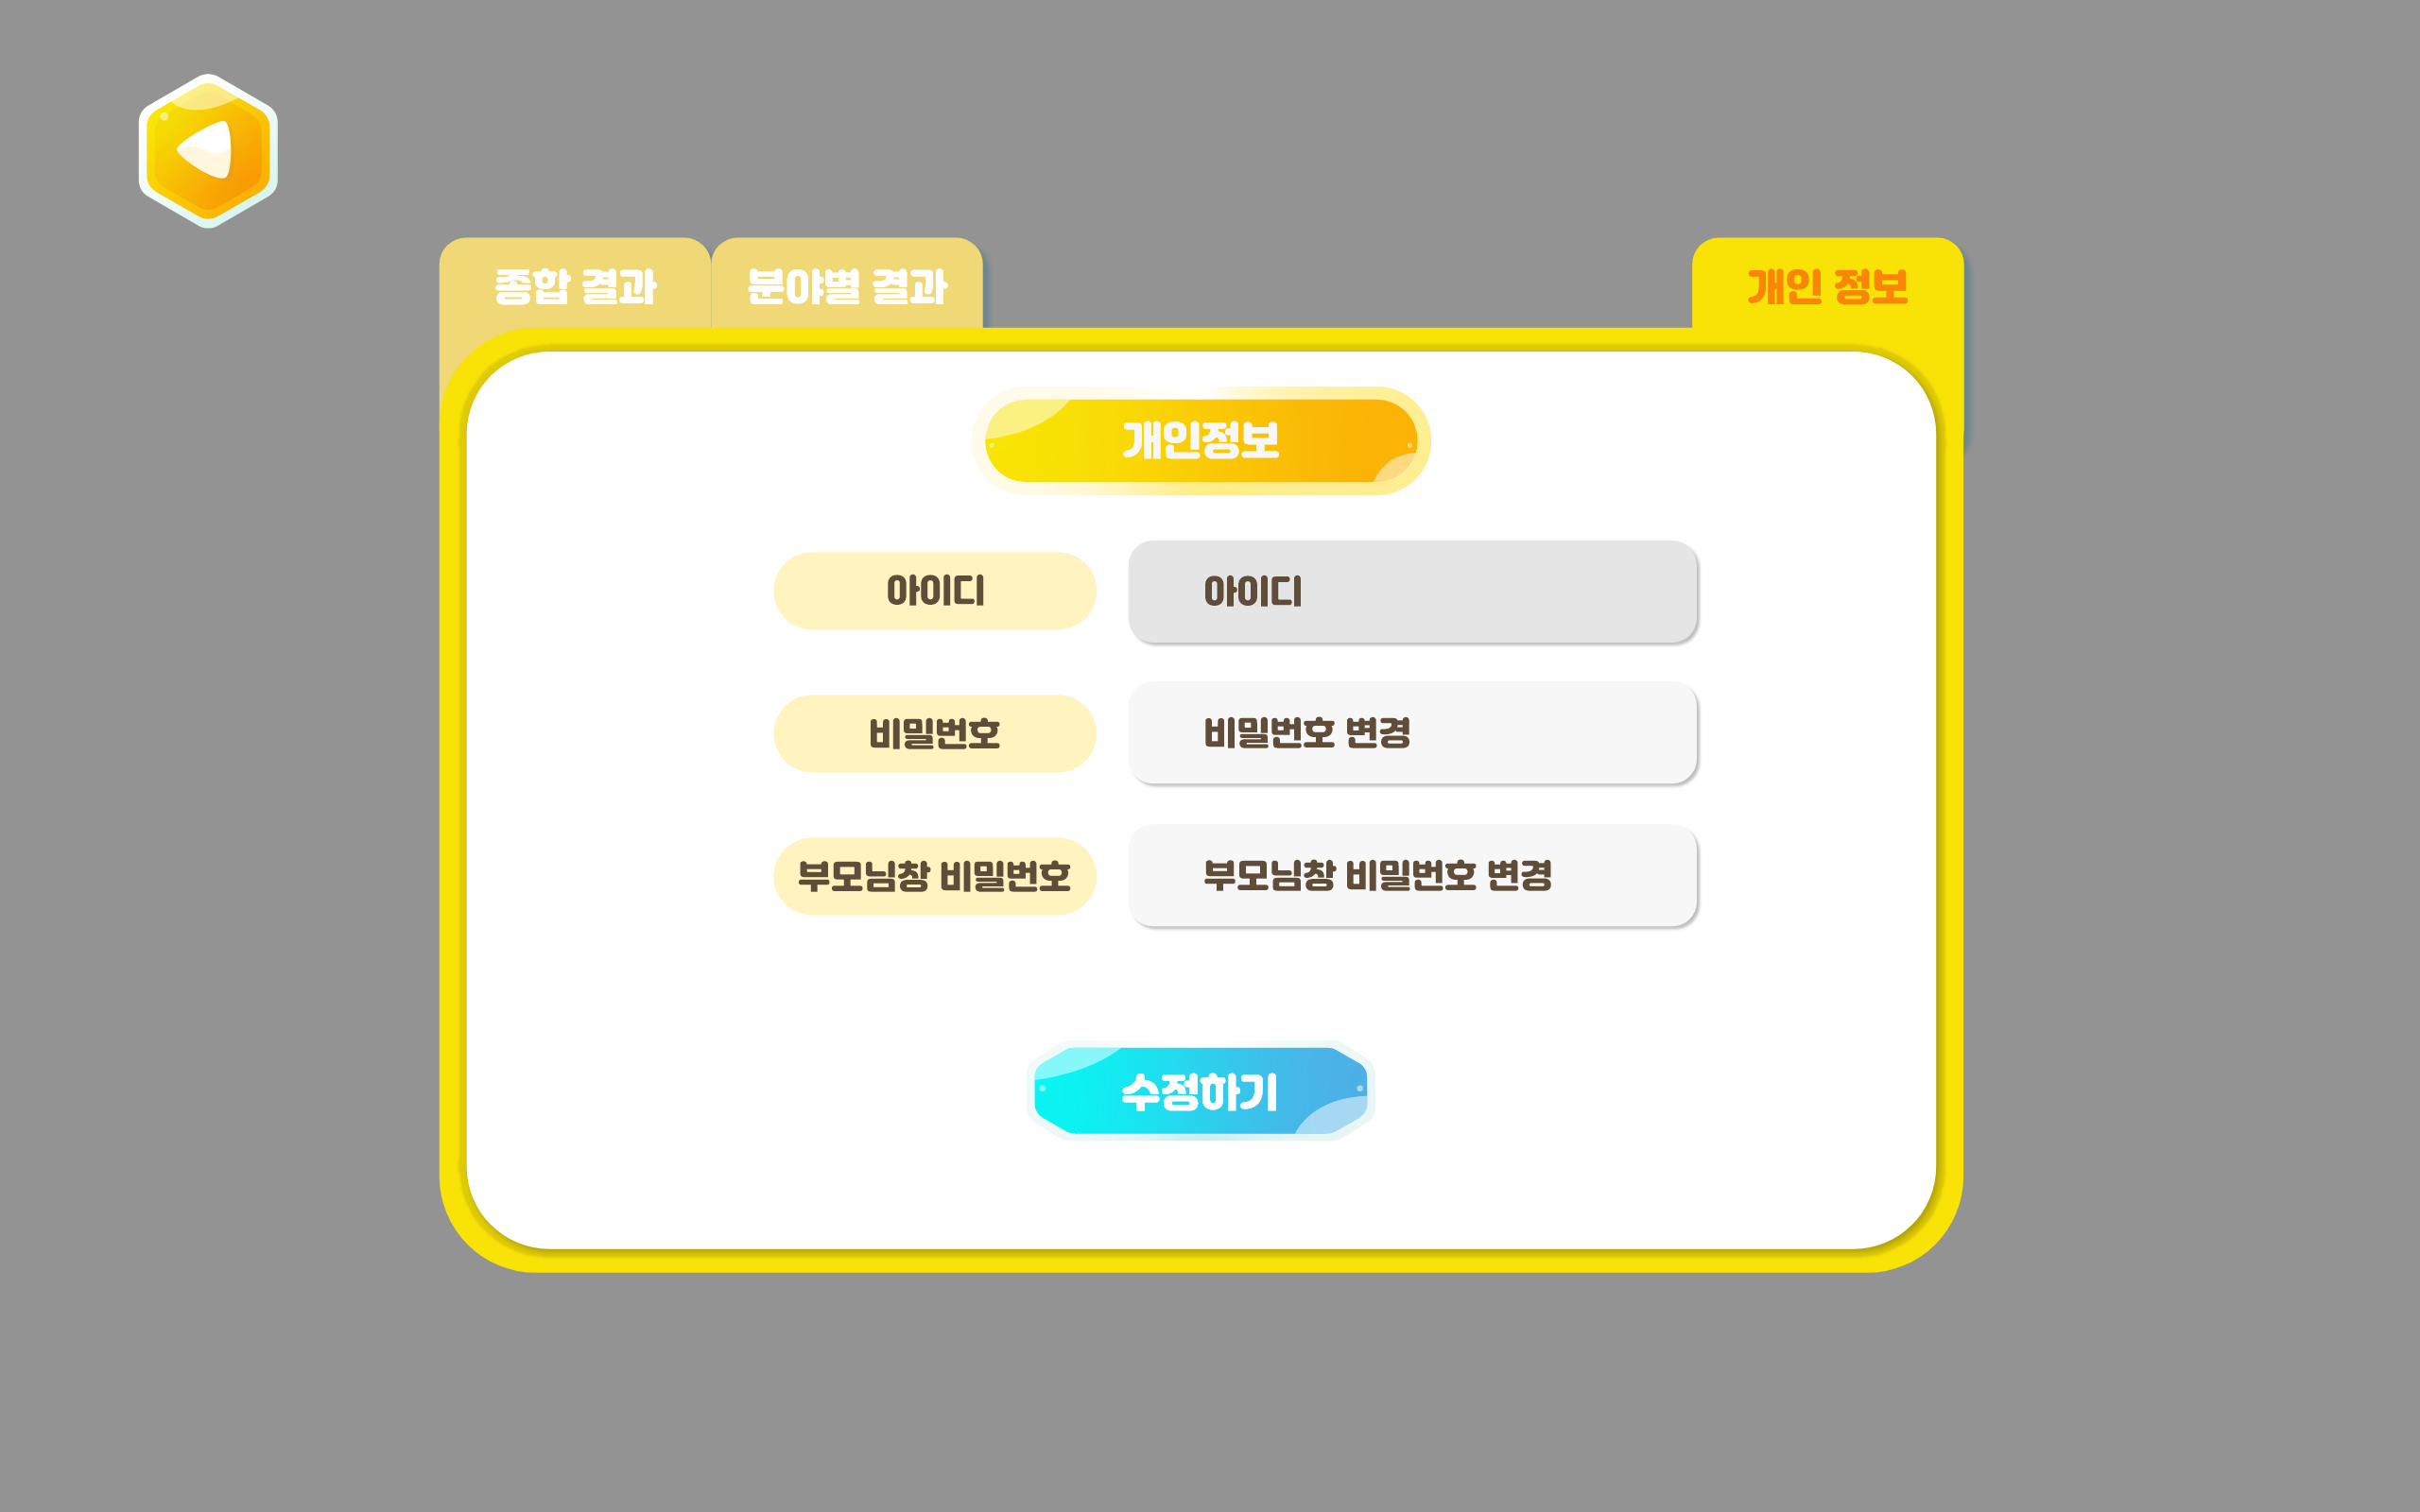 종합 결과
분야별 결과
개인 정보
개인정보
아이디
아이디
비밀번호
비밀번호 변경
부모님창 비밀번호
부모님창 비밀번호 변경
수정하기